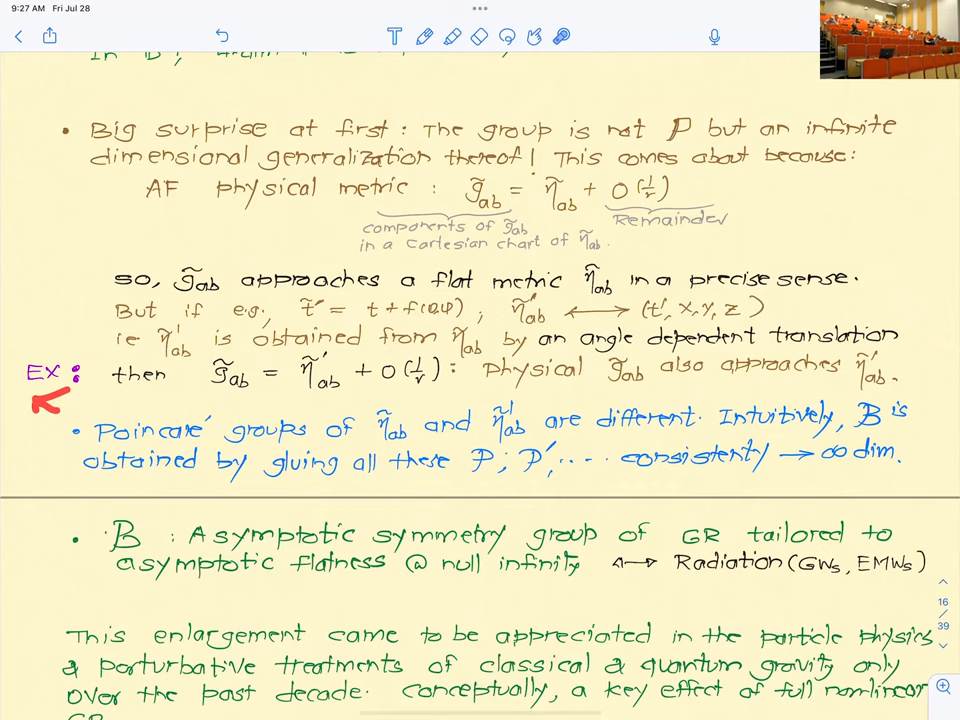 9:27 AM Fri Jul 28
• Big surprise at first: The group is not P but an infinite
dimensional generalization thereof! This comes about because:
AF physical metric : g̃ab = η̃ab + O(1/r)
components of g̃ab
in a Cartesian chart of η̃ab.
Remainder
So, g̃ab approaches a flat metric η̃ab in a precise sense.
But if e.g., t' = t + f(θ,φ) ; η̃'ab ⟷ (t', x, y, z)
ie η̃'ab is obtained from η̃ab by an angle dependent translation
EX : then g̃ab = η̃'ab + O(1/r) : Physical g̃ab also approaches η̃'ab.
• Poincaré groups of η̃ab and η̃'ab are different. Intuitively, B is
obtained by gluing all these P, P', .... consistently → ∞ dim.
• B : Asymptotic symmetry group of GR tailored to
asymptotic flatness @ null infinity ⟷ Radiation (GWs, EMWs)
This enlargement came to be appreciated in the particle physics
& parturbative treatments of classical & quantum gravity only
over the past decade. Conceptually, a key effect of full nonlinear
16
/
39